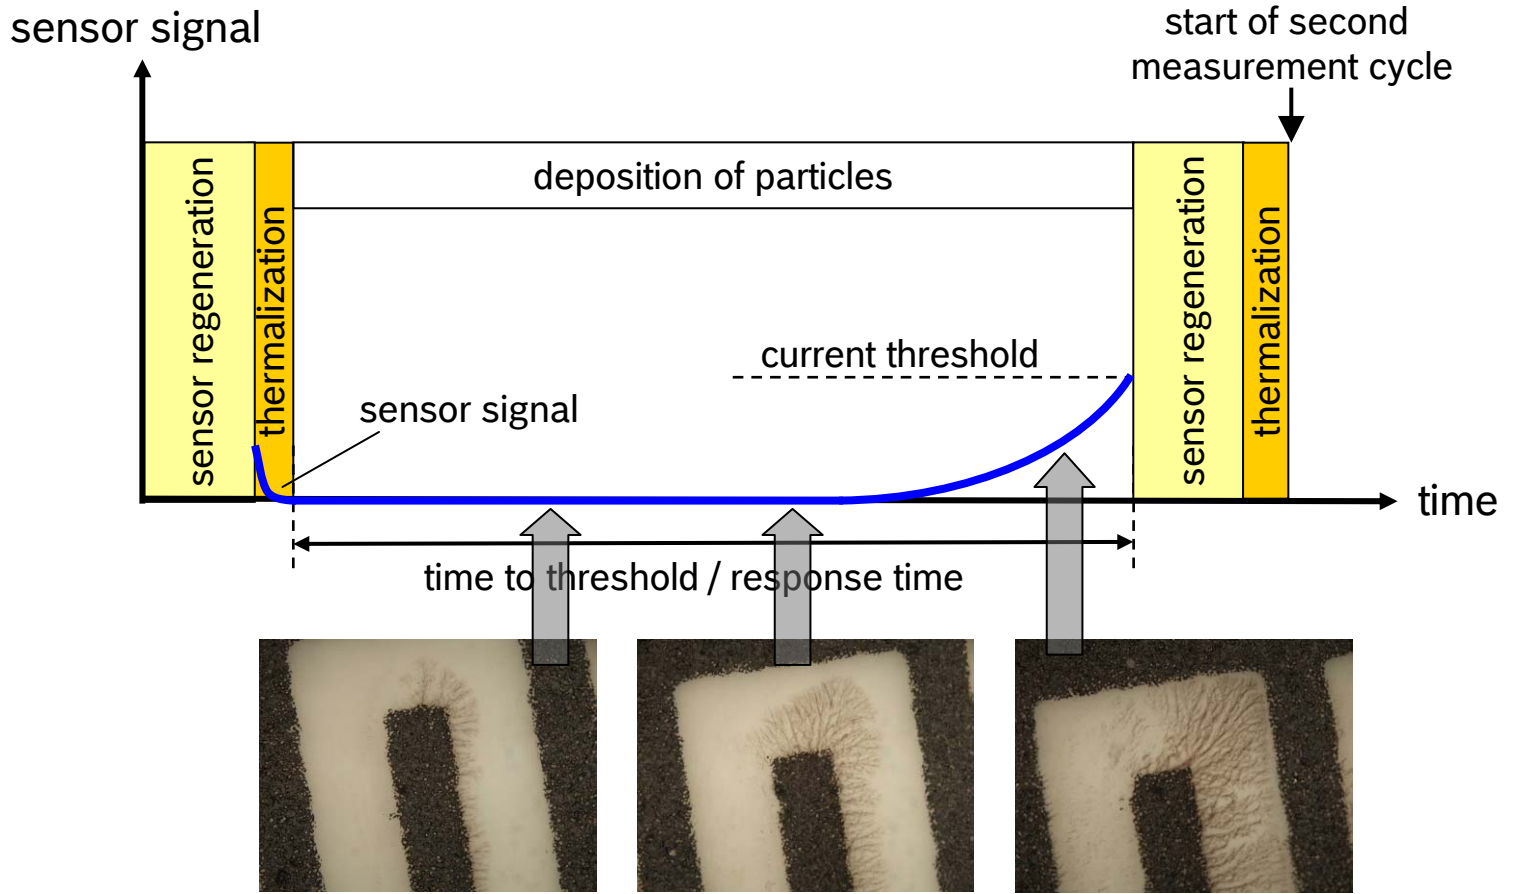 sensor signal
start of second
measurement cycle
sensor regeneration
thermalization
deposition of particles
current threshold
sensor signal
sensor regeneration
thermalization
time
time to threshold / response time